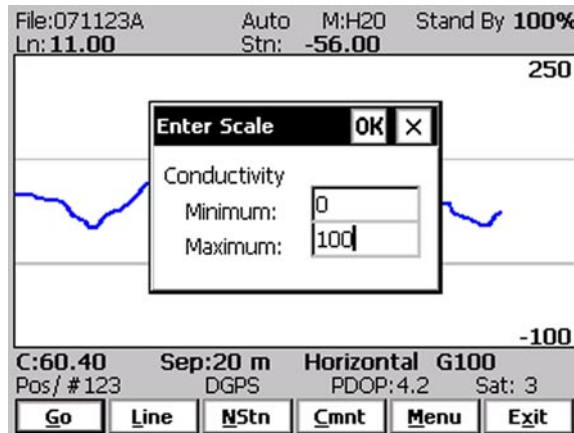 File:071123A Auto M:H20 Stand By 100%
Ln: 11.00 Stn: -56.00
250
Enter Scale OK ×
Conductivity
Minimum: 0
Maximum: 100
-100
C:60.40 Sep:20 m Horizontal G100
Pos/ #123 DGPS PDOP:4.2 Sat: 3
Go Line NStn Cmnt Menu Exit